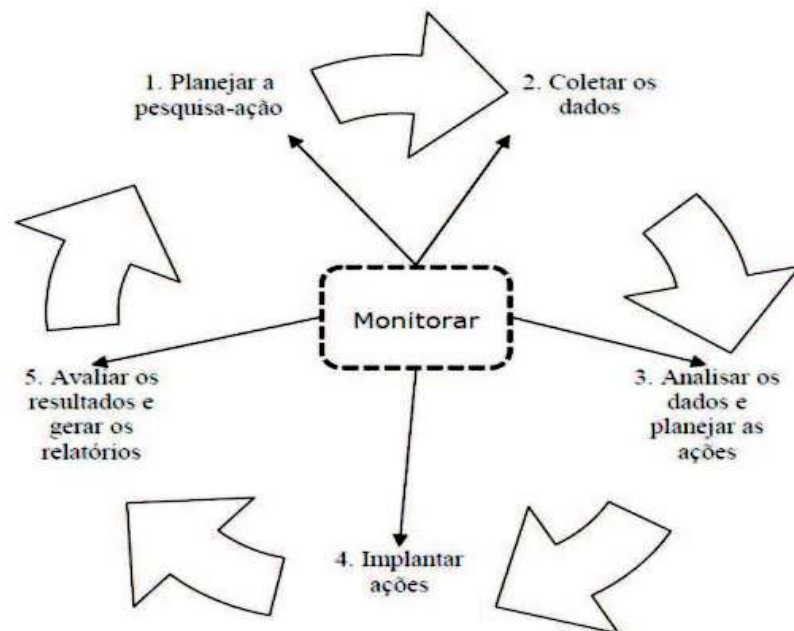 1. Planejar a
pesquisa-ação
2. Coletar os
dados
Monitorar
3. Analisar os
dados e
planejar as
ações
4. Implantar
ações
5. Avaliar os
resultados e
gerar os
relatórios